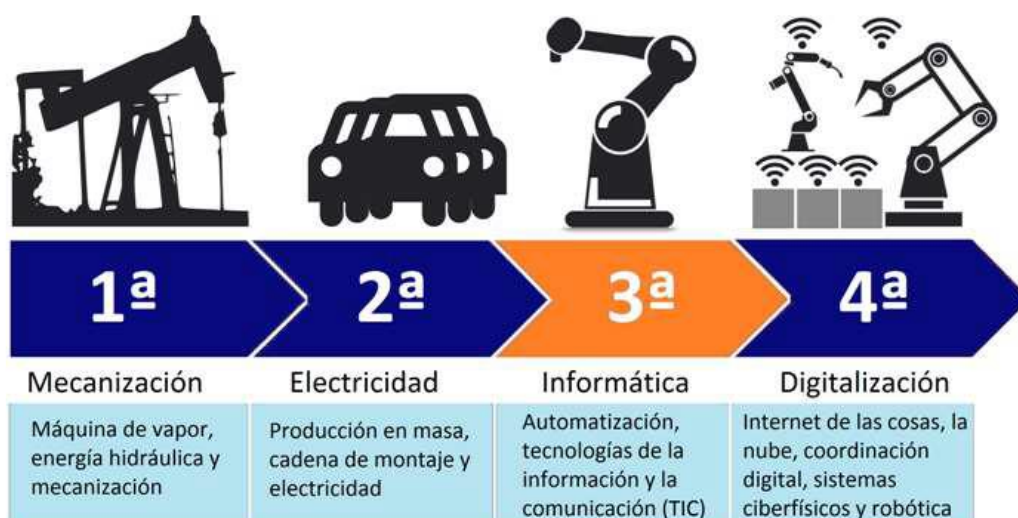 1ª
2ª
3ª
4ª
Mecanización
Electricidad
Informática
Digitalización
Máquina de vapor,
energía hidráulica y
mecanización
Producción en masa,
cadena de montaje y
electricidad
Automatización,
tecnologías de la
información y la
comunicación (TIC)
Internet de las cosas, la
nube, coordinación
digital, sistemas
ciberfísicos y robótica